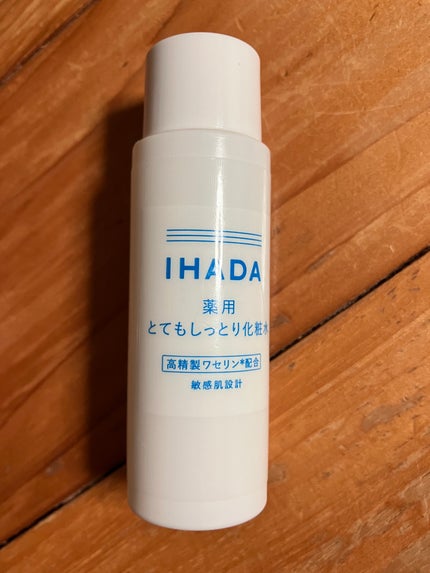 IHADA
薬用
とてもしっとり化粧水
高精製ワセリン*配合
敏感肌設計